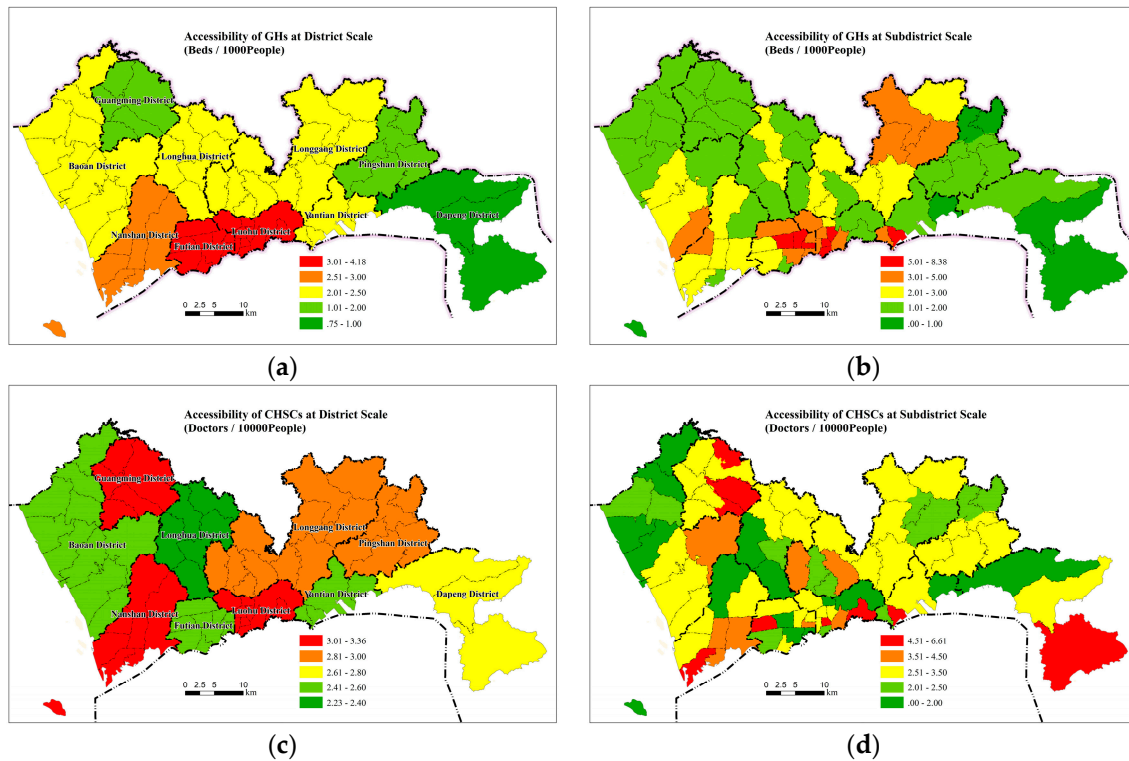 Accessibility of GHs at District Scale
(Beds / 1000People)
Guangming District
Baoan District
Longhua District
Longgang District
Pingshan District
Nanshan District
Futian District
Luohu District
Yantian District
Dapeng District
3.01 - 4.18
2.51 - 3.00
2.01 - 2.50
1.01 - 2.00
.75 - 1.00
0 2.5 5 10
km
(a)
Accessibility of GHs at Subdistrict Scale
(Beds / 1000People)
5.01 - 8.38
3.01 - 5.00
2.01 - 3.00
1.01 - 2.00
.00 - 1.00
0 2.5 5 10
km
(b)
Accessibility of CHSCs at District Scale
(Doctors / 10000People)
Guangming District
Baoan District
Longhua District
Longgang District
Pingshan District
Nanshan District
Futian District
Luohu District
Yantian District
Dapeng District
3.01 - 3.36
2.81 - 3.00
2.61 - 2.80
2.41 - 2.60
2.23 - 2.40
0 2.5 5 10
km
(c)
Accessibility of CHSCs at Subdistrict Scale
(Doctors / 10000People)
4.51 - 6.61
3.51 - 4.50
2.51 - 3.50
2.01 - 2.50
.00 - 2.00
0 2.5 5 10
km
(d)